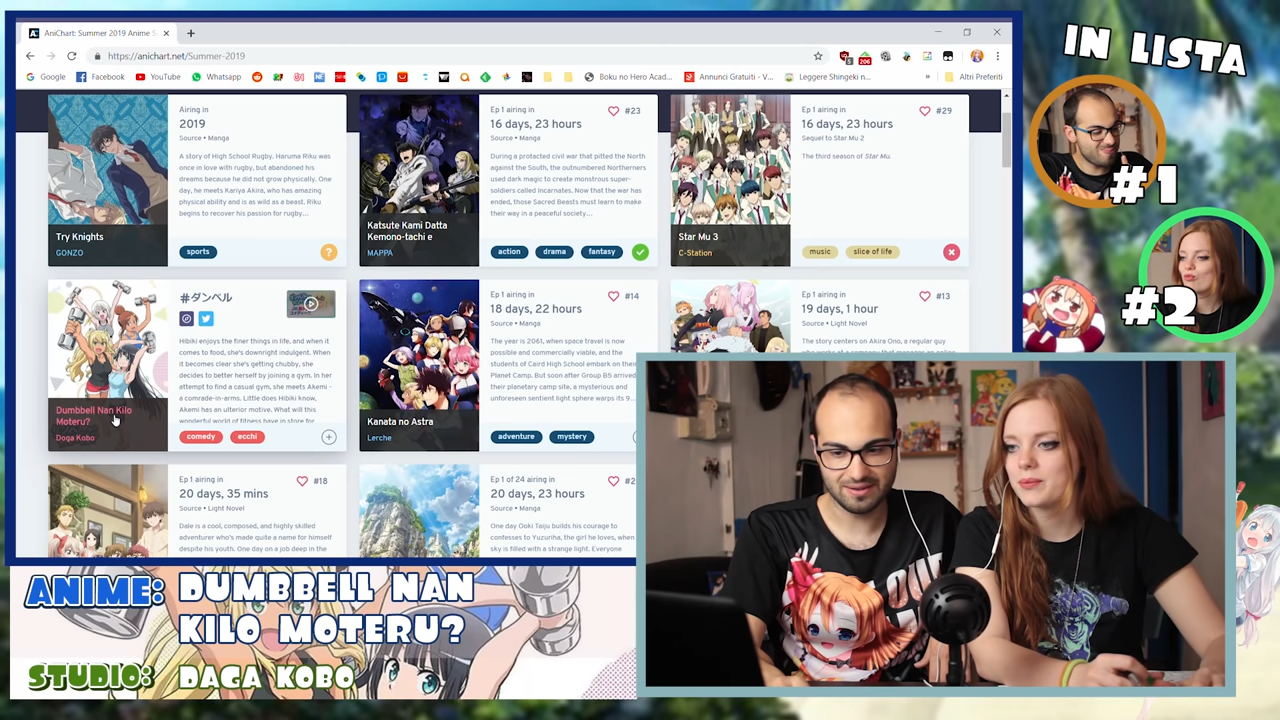 AniChart: Summer 2019 Anime S
https://anichart.net/Summer-2019
Google
Facebook
YouTube
Whatsapp
Boku no Hero Acad...
Annunci Gratuiti - V...
Leggere Shingeki n...
»
Altri Preferiti
206
IN LISTA
#1
#2
Airing in
2019
Source • Manga
A story of High School Rugby. Haruma Riku was
once in love with rugby, but abandoned his
dreams because he did not grow physically. One
day, he meets Kariya Akira, who has amazing
physical ability and is as wild as a beast. Riku
begins to recover his passion for rugby...
Try Knights
GONZO
sports
?
Ep 1 airing in
#23
16 days, 23 hours
Source • Manga
During a protacted civil war that pitted the North
against the South, the outnumbered Northerners
used dark magic to create monstrous super-
soldiers called Incarnates. Now that the war has
ended, those Sacred Beasts must learn to make
their way in a peaceful society...
Katsute Kami Datta
Kemono-tachi e
MAPPA
action
drama
fantasy
Ep 1 airing in
#29
16 days, 23 hours
Sequel to Star Mu 2
The third season of Star Mu.
Star Mu 3
C-Station
music
slice of life
#ダンベル
Hibiki enjoys the finer things in life, and when it
comes to food, she's downright indulgent. When
it becomes clear she's getting chubby, she
decides to better herself by joining a gym. In her
attempt to find a casual gym, she meets Akemi -
a comrade-in-arms. Little does Hibiki know,
Akemi has an ulterior motive. What will this
wonderful world of fitness have in store for
Dumbbell Nan Kilo
Moteru?
Doga Kobo
comedy
ecchi
Ep 1 airing in
#14
18 days, 22 hours
Source • Manga
The year is 2061, when space travel is now
possible and commercially viable, and the
students of Caird High School embark on their
Planet Camp. But soon after Group B5 arrived
their planetary camp site, a mysterious and
unforeseen sentient light sphere warps its 9...
Kanata no Astra
Lerche
adventure
mystery
Ep 1 airing in
#13
19 days, 1 hour
Source • Light Novel
The story centers on Akira Ono, a regular guy
Ep 1 airing in
#18
20 days, 35 mins
Source • Light Novel
Dale is a cool, composed, and highly skilled
adventurer who's made quite a name for himself
despite his youth. One day on a job deep in the
Ep 1 of 24 airing in
#2
20 days, 23 hours
Source • Manga
One day Ooki Taiju builds his courage to
confesses to Yuzuriha, the girl he loves, when
sky is filled with a strange light. Everyone
ANIME: DUMBBELL NAN
KILO MOTERU?
STUDIO: DAGA KOBO